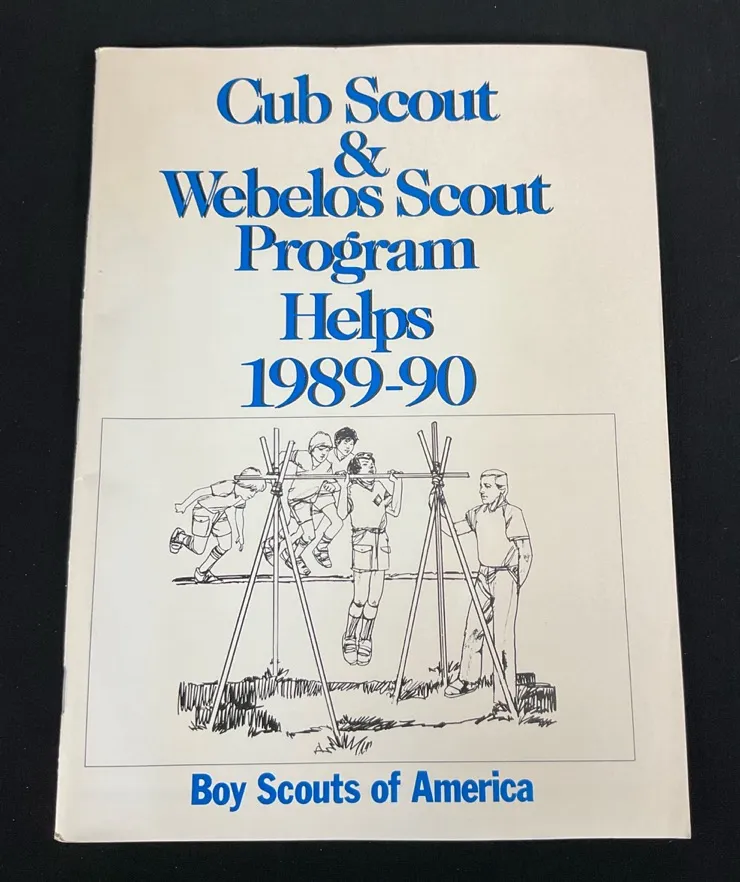 Cub Scout
&
Webelos Scout
Program
Helps
1989-90
Boy Scouts of America